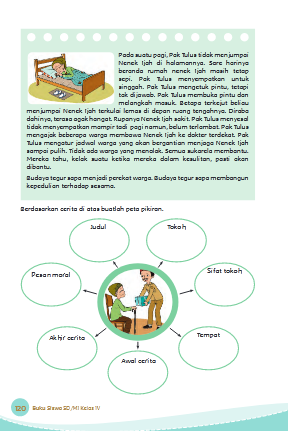 Pada suatu pagi, Pak Tulus tidak menjumpai
Nenek Ijah di halamannya. Sore harinya
beranda rumah nenek Ijah masih tetap
sepi. Pak Tulus menyempatkan untuk
singgah. Pak Tulus mengetuk pintu, tetapi
tak dijawab. Pak Tulus membuka pintu dan
melangkah masuk. Betapa terkejut beliau
menjumpai Nenek Ijah terkulai lemas di depan ruang tengahnya. Diraba
dahinya, terasa agak hangat. Rupanya Nenek Ijah sakit. Pak Tulus menyesal
tidak menyempatkan mampir tadi pagi namun, belum terlambat. Pak Tulus
mengajak beberapa warga membawa Nenek Ijah ke dokter terdekat. Pak
Tulus mengatur jadwal warga yang akan bergantian menjaga Nenek Ijah
sampai pulih. Tidak ada warga yang menolak. Semua sukarela membantu.
Mereka tahu, kelak suatu ketika mereka dalam kesulitan, pasti akan
dibantu.
Budaya tegur sapa menjadi perekat warga. Budaya tegur sapa membangun
kepedulian terhadap sesama.
Berdasarkan cerita di atas buatlah peta pikiran.
Judul
Tokoh
Pesan moral
Sifat tokoh
Akhir cerita
Tempat
Awal cerita
120 Buku Siswa SD/MI Kelas IV